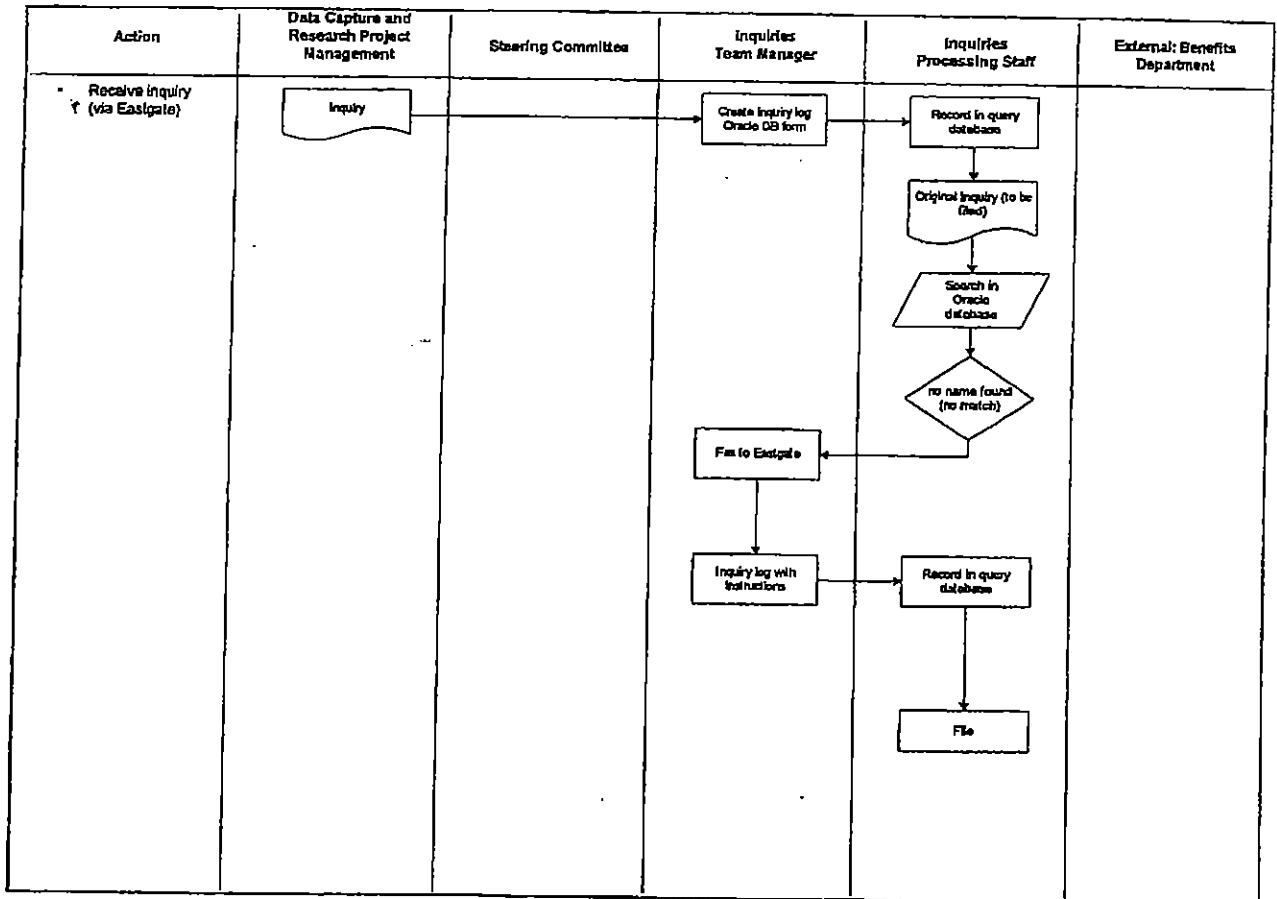 Action
Data Capture and
Research Project
Management
Steering Committee
Inquiries
Team Manager
Inquiries
Processing Staff
External: Benefits
Department
Receive inquiry
(via Eastgate)
Inquiry
Create inquiry log
Oracle DB form
Record in query
database
Original Inquiry (to be
filed)
Search in
Oracle
database
no name found
(no match)
Fax to Eastgate
Inquiry log with
instructions
Record in query
database
File